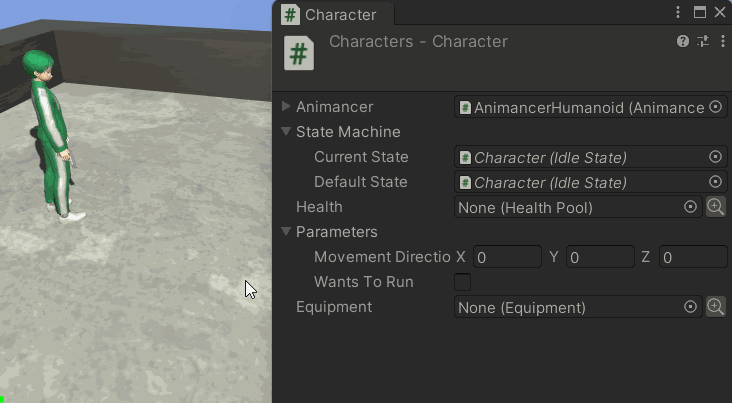 Character
Characters - Character
Animancer AnimancerHumanoid (Animance
State Machine
Current State Character (Idle State)
Default State Character (Idle State)
Health None (Health Pool)
Parameters
Movement Directio X 0 Y 0 Z 0
Wants To Run
Equipment None (Equipment)